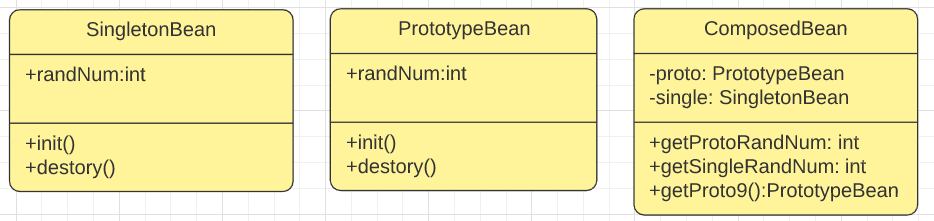 SingletonBean
+randNum:int
+init()
+destory()
PrototypeBean
+randNum:int
+init()
+destory()
ComposedBean
-proto: PrototypeBean
-single: SingletonBean
+getProtoRandNum: int
+getSingleRandNum: int
+getProto9():PrototypeBean